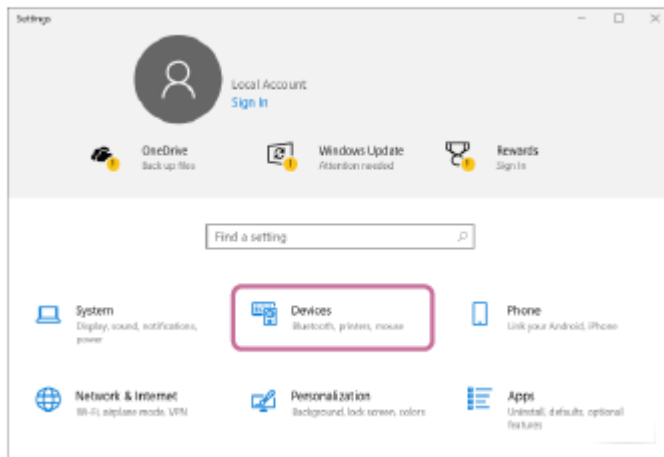 Settings
Local Account
Sign In
OneDrive
Back up files
Windows Update
Attention needed
Rewards
Sign In
Find a setting
System
Display, sound, notifications,
power
Devices
Bluetooth, printers, mouse
Phone
Link your Android, iPhone
Network & Internet
Wi-Fi, airplane mode, VPN
Personalization
Background, lock screen, colors
Apps
Uninstall, defaults, optional
features